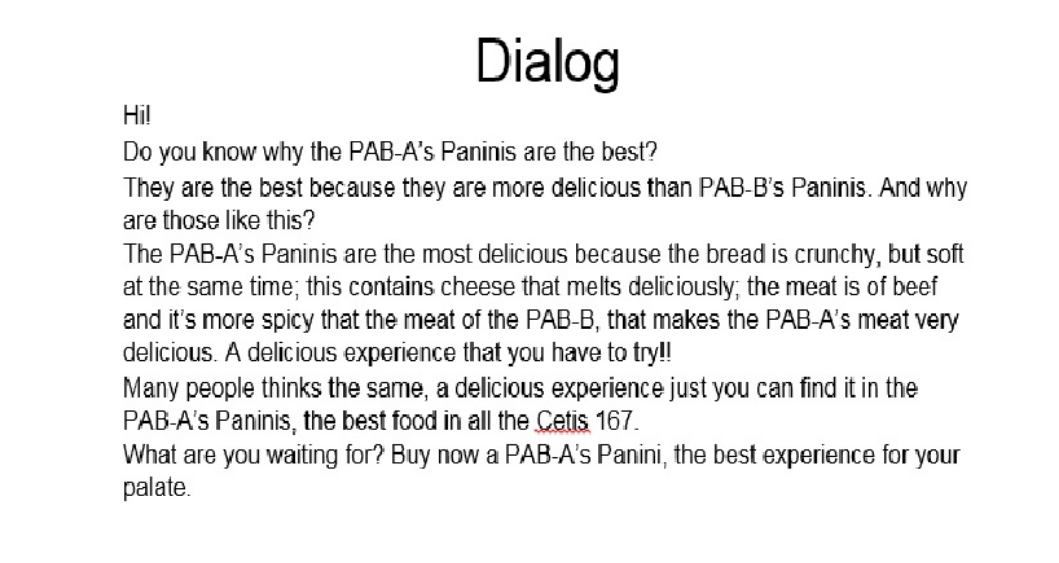 Dialog
Hi!
Do you know why the PAB-A's Paninis are the best?
They are the best because they are more delicious than PAB-B's Paninis. And why
are those like this?
The PAB-A's Paninis are the most delicious because the bread is crunchy, but soft
at the same time; this contains cheese that melts deliciously; the meat is of beef
and it's more spicy that the meat of the PAB-B, that makes the PAB-A's meat very
delicious. A delicious experience that you have to try!!
Many people thinks the same, a delicious experience just you can find it in the
PAB-A's Paninis, the best food in all the Cetis 167.
What are you waiting for? Buy now a PAB-A's Panini, the best experience for your
palate.